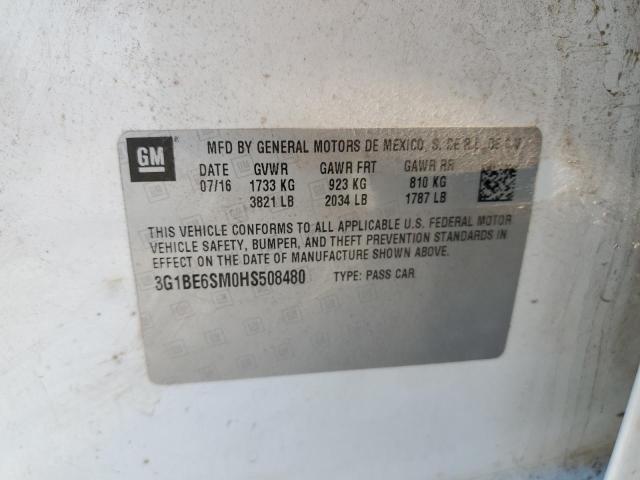 GM
MFD BY GENERAL MOTORS DE MEXICO, S. DE R.L. DE C.V.
DATE GVWR GAWR FRT GAWR RR
07/16 1733 KG 923 KG 810 KG
3821 LB 2034 LB 1787 LB
THIS VEHICLE CONFORMS TO ALL APPLICABLE U.S. FEDERAL MOTOR
VEHICLE SAFETY, BUMPER, AND THEFT PREVENTION STANDARDS IN
EFFECT ON THE DATE OF MANUFACTURE SHOWN ABOVE.
3G1BE6SM0HS508480 TYPE: PASS CAR